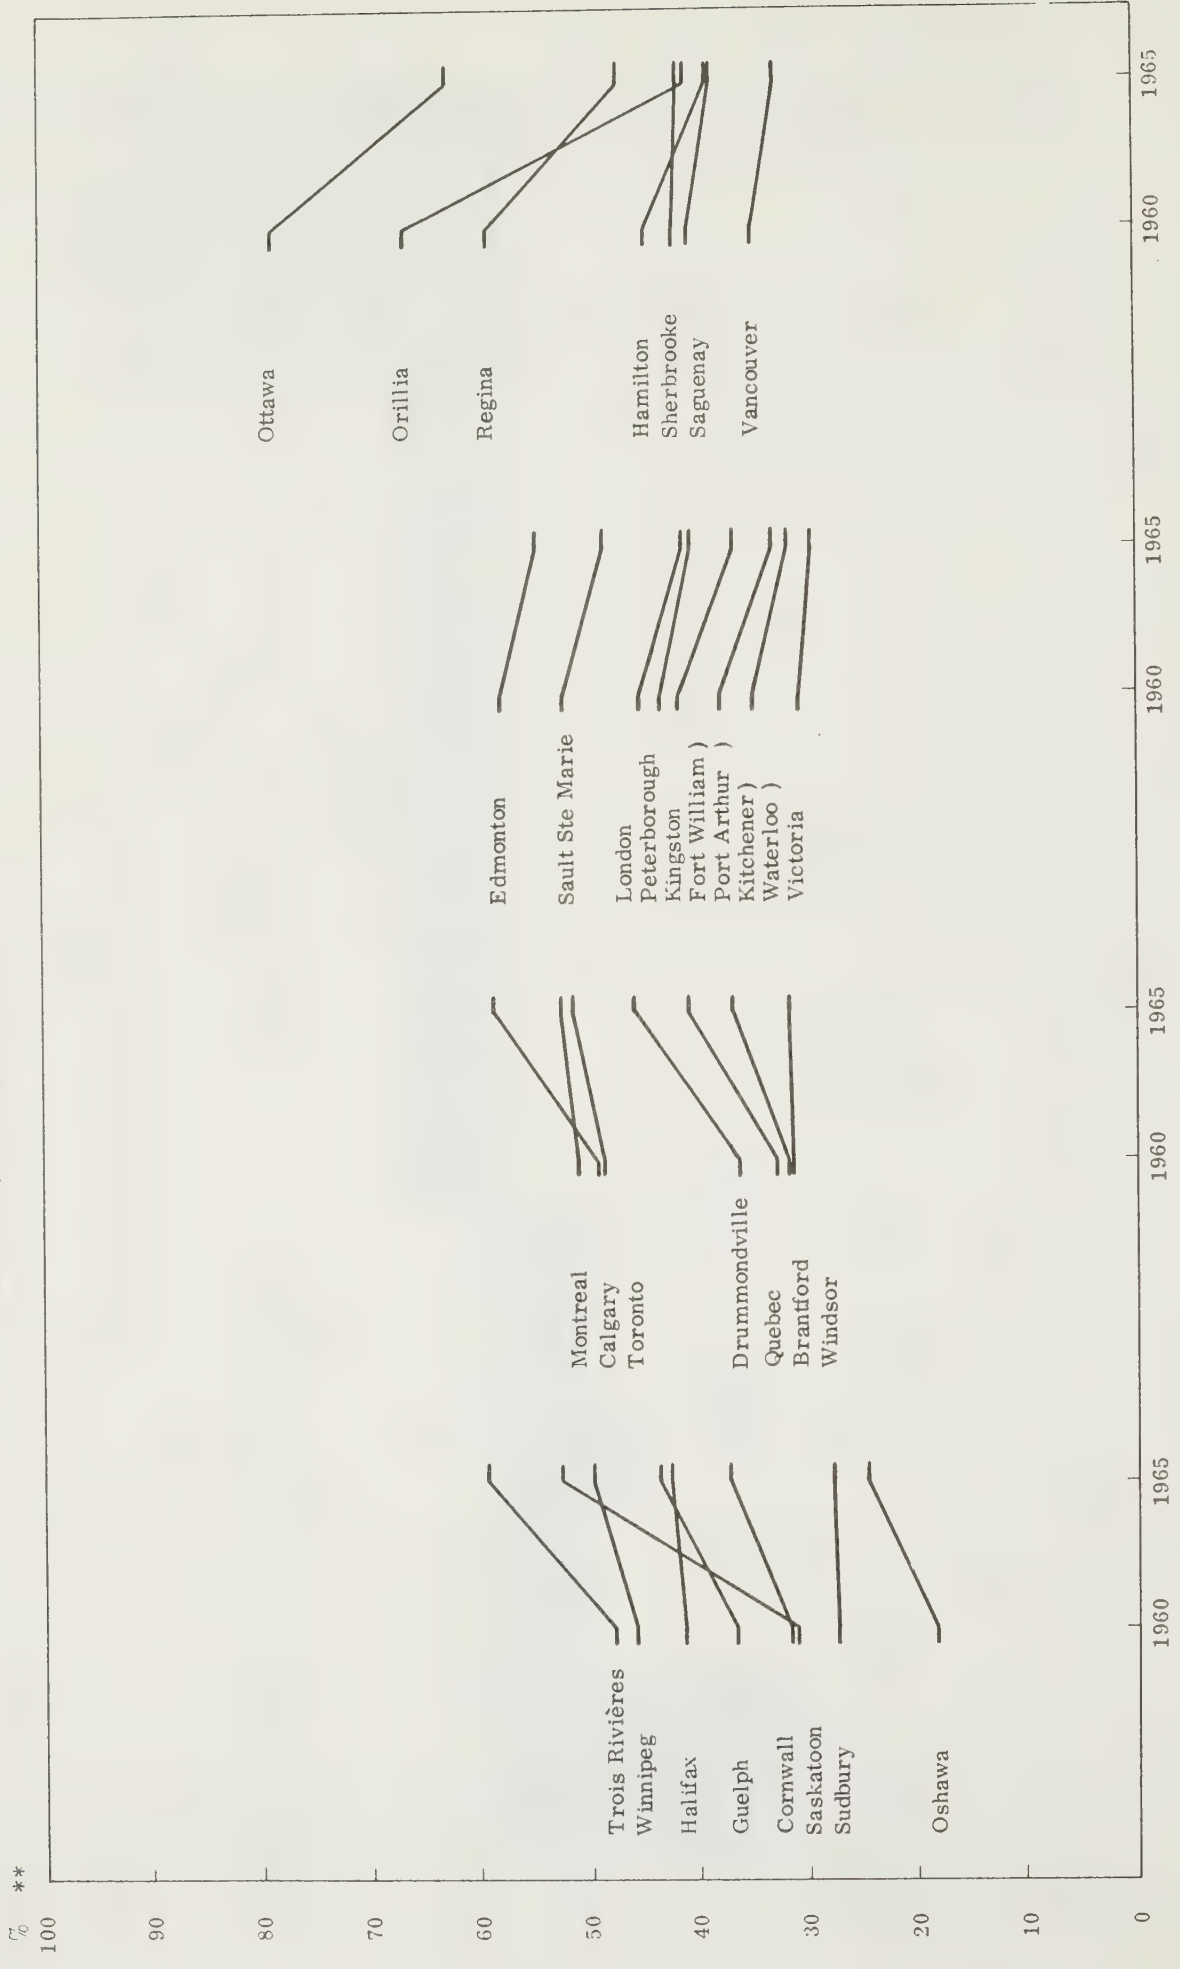 % **
100
90
80
70
60
50
40
30
20
10
0
Trois Rivières
Winnipeg
Halifax
Guelph
Cornwall
Saskatoon
Sudbury
Oshawa
1960
1965
Montreal
Calgary
Toronto
Drummondville
Quebec
Brantford
Windsor
1960
1965
Edmonton
Sault Ste Marie
London
Peterborough
Kingston
Fort William )
Port Arthur )
Kitchener)
Waterloo )
Victoria
1960
1965
Ottawa
Orillia
Regina
Hamilton
Sherbrooke
Saguenay
Vancouver
1960
1965